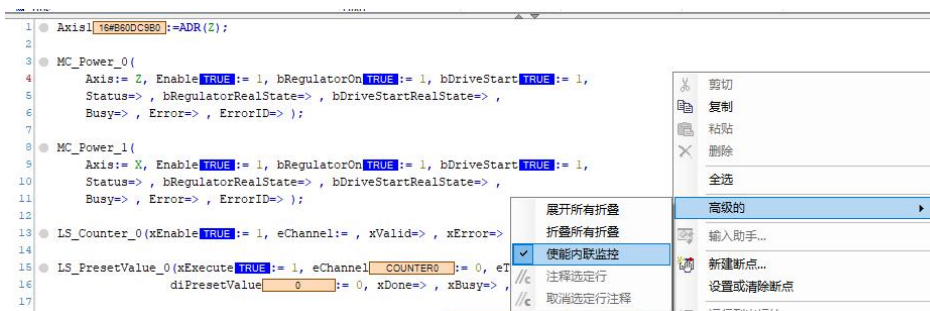 1 Axis1 16#B60DC9B0 :=ADR(Z);
2
3 MC_Power_0(
4 Axis:= Z, Enable TRUE := 1, bRegulatorOn TRUE := 1, bDriveStart TRUE := 1,
5 Status=> , bRegulatorRealState=> , bDriveStartRealState=> ,
6 Busy=> , Error=> , ErrorID=> );
7
8 MC_Power_1(
9 Axis:= X, Enable TRUE := 1, bRegulatorOn TRUE := 1, bDriveStart TRUE := 1,
10 Status=> , bRegulatorRealState=> , bDriveStartRealState=> ,
11 Busy=> , Error=> , ErrorID=> );
12
13 LS_Counter_0(xEnable TRUE := 1, eChannel:= , xValid=> , xError=>
14
15 LS_PresetValue_0(xExecute TRUE := 1, eChannel COUNTER0 := 0, eT
16 diPresetValue 0 := 0, xDone=> , xBusy=> ,
17
剪切
复制
粘贴
删除
全选
高级的
输入助手...
新建断点...
设置或清除断点
展开所有折叠
折叠所有折叠
使能内联监控
注释选定行
取消选定行注释